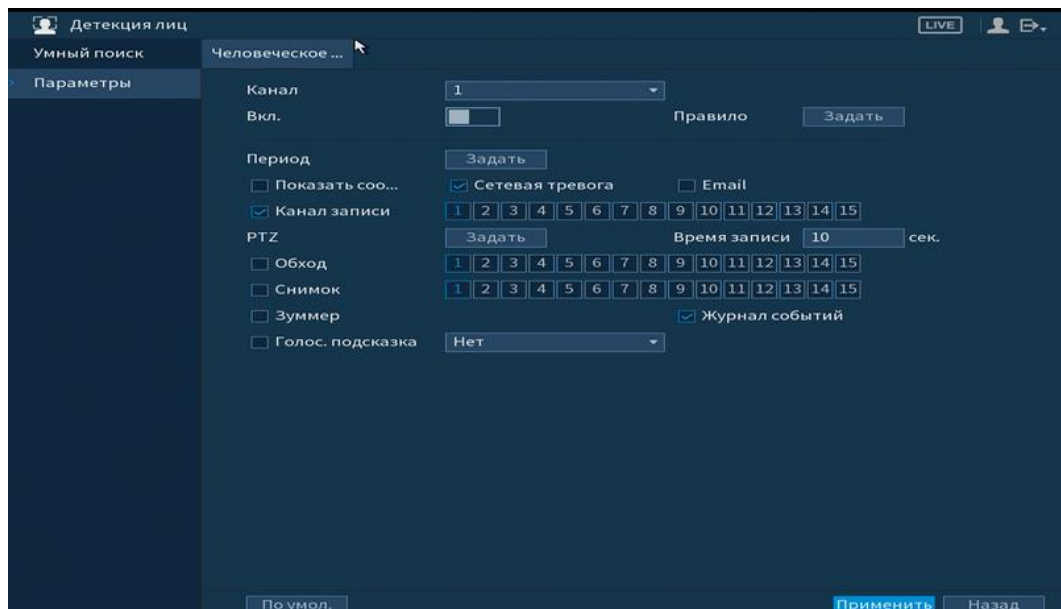 Детекция лиц LIVE
Умный поиск Человеческое ...
Параметры
Канал 1
Вкл. Правило Задать
Период Задать
Показать соо... Сетевая тревога Email
Канал записи 1 2 3 4 5 6 7 8 9 10 11 12 13 14 15
PTZ Задать Время записи 10 сек.
Обход 1 2 3 4 5 6 7 8 9 10 11 12 13 14 15
Снимок 1 2 3 4 5 6 7 8 9 10 11 12 13 14 15
Зуммер Журнал событий
Голос. подсказка Нет
По умол. Применить Назад